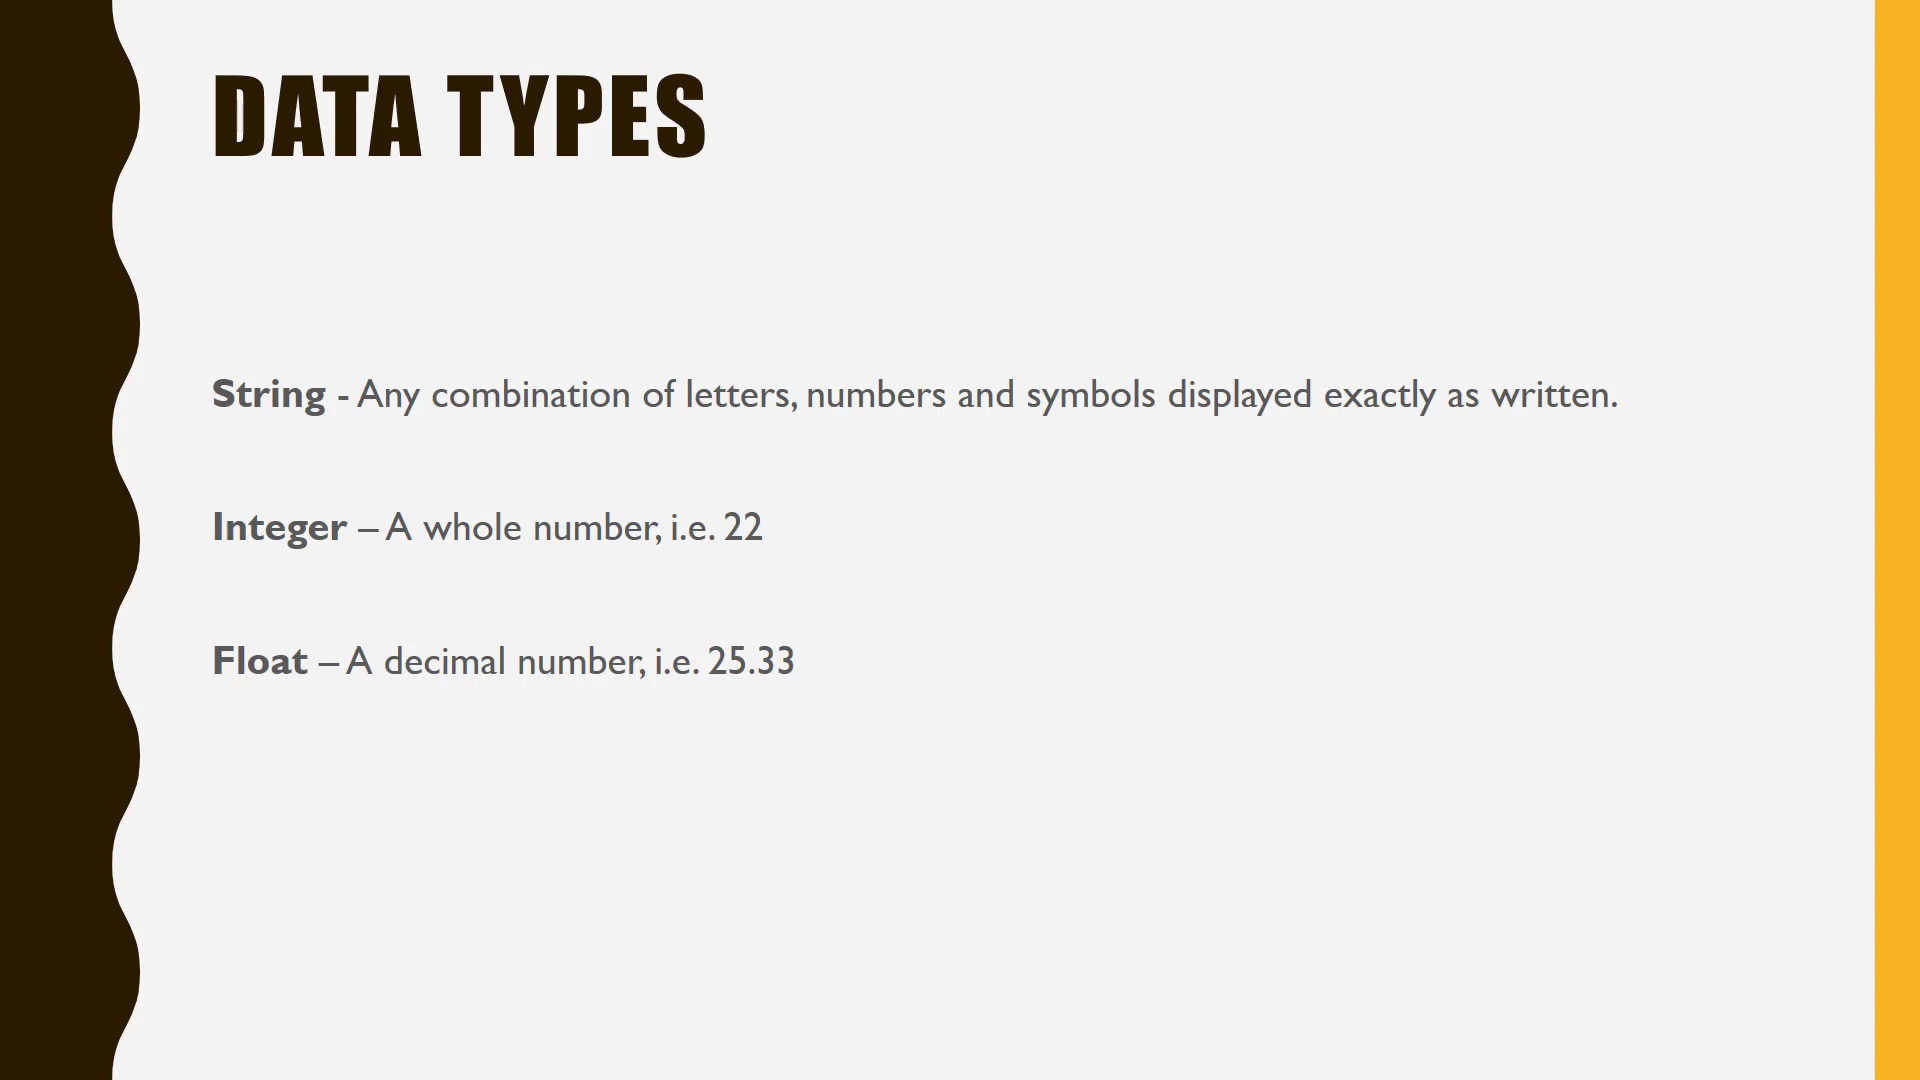 DATA TYPES
String - Any combination of letters, numbers and symbols displayed exactly as written.
Integer – A whole number, i.e. 22
Float – A decimal number, i.e. 25.33